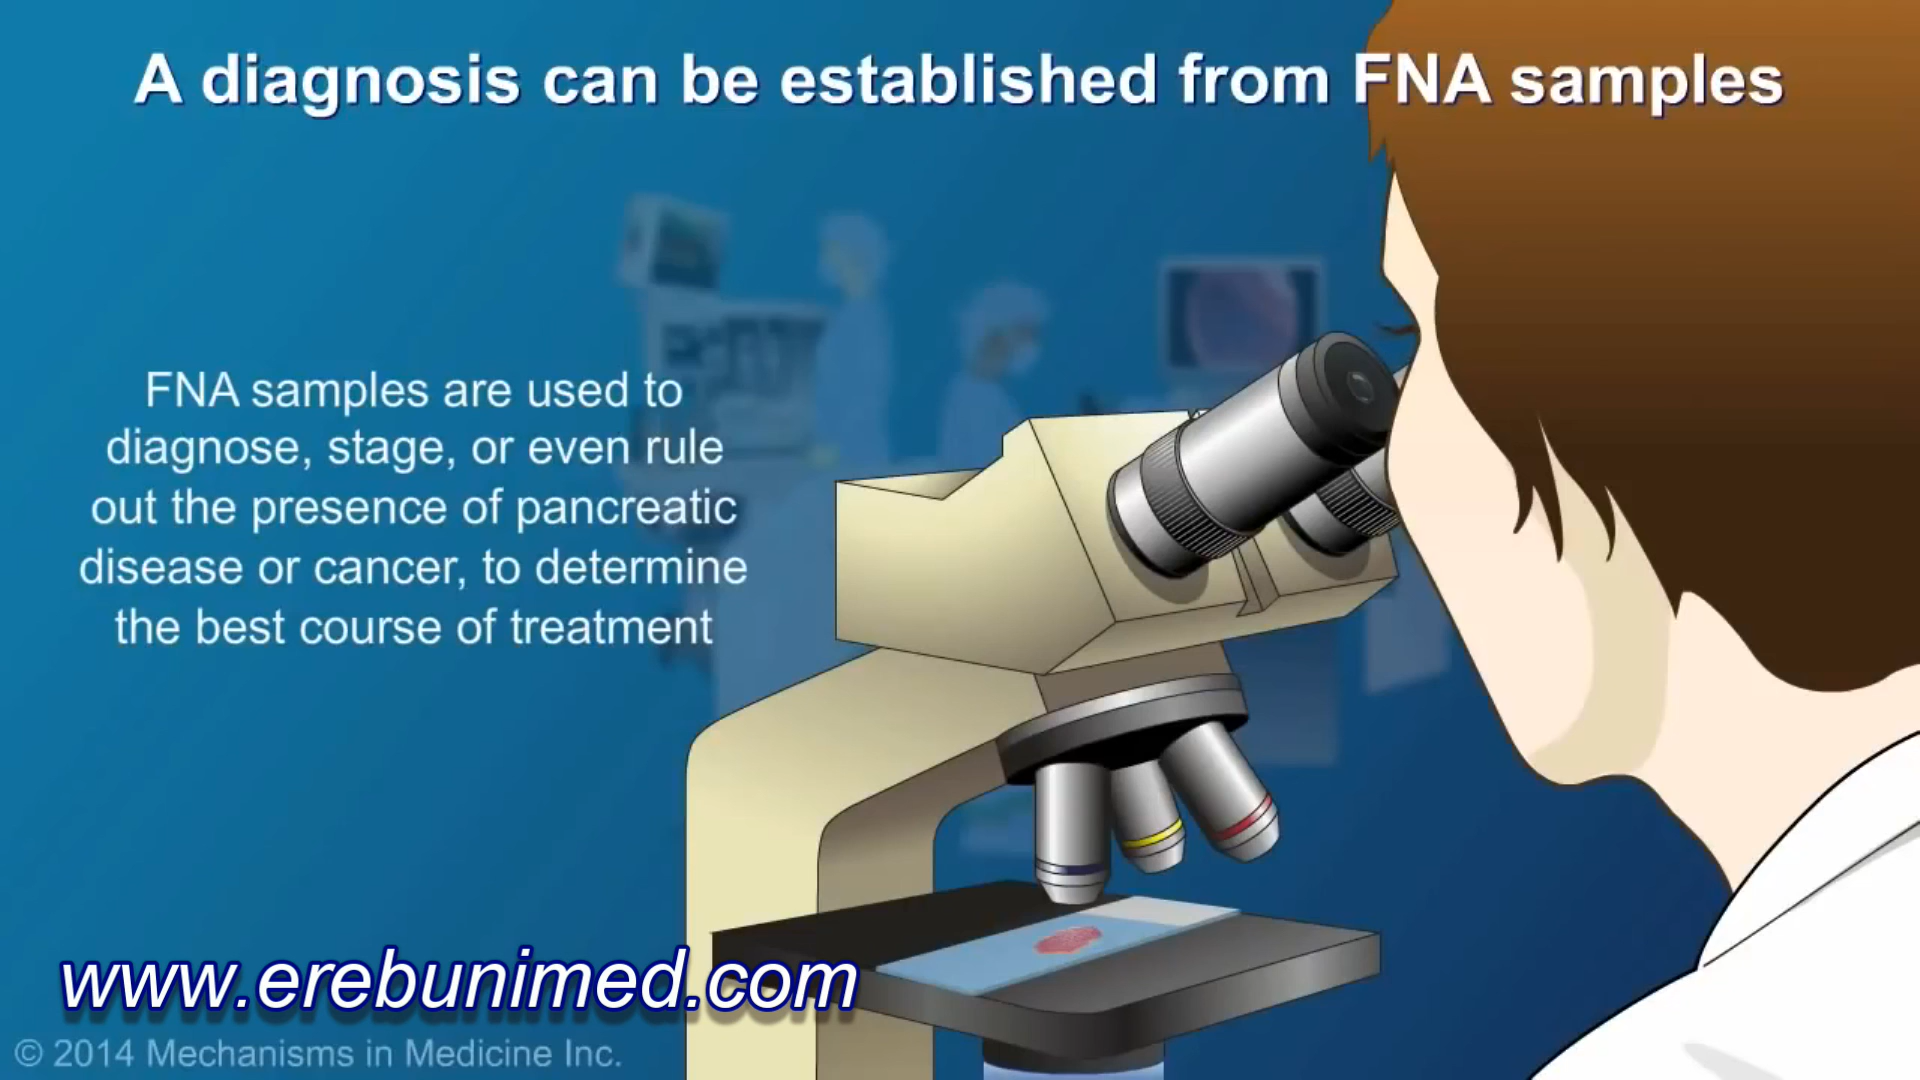 A diagnosis can be established from FNA samples
FNA samples are used to
diagnose, stage, or even rule
out the presence of pancreatic
disease or cancer, to determine
the best course of treatment
www.erebunimed.com
© 2014 Mechanisms in Medicine Inc.